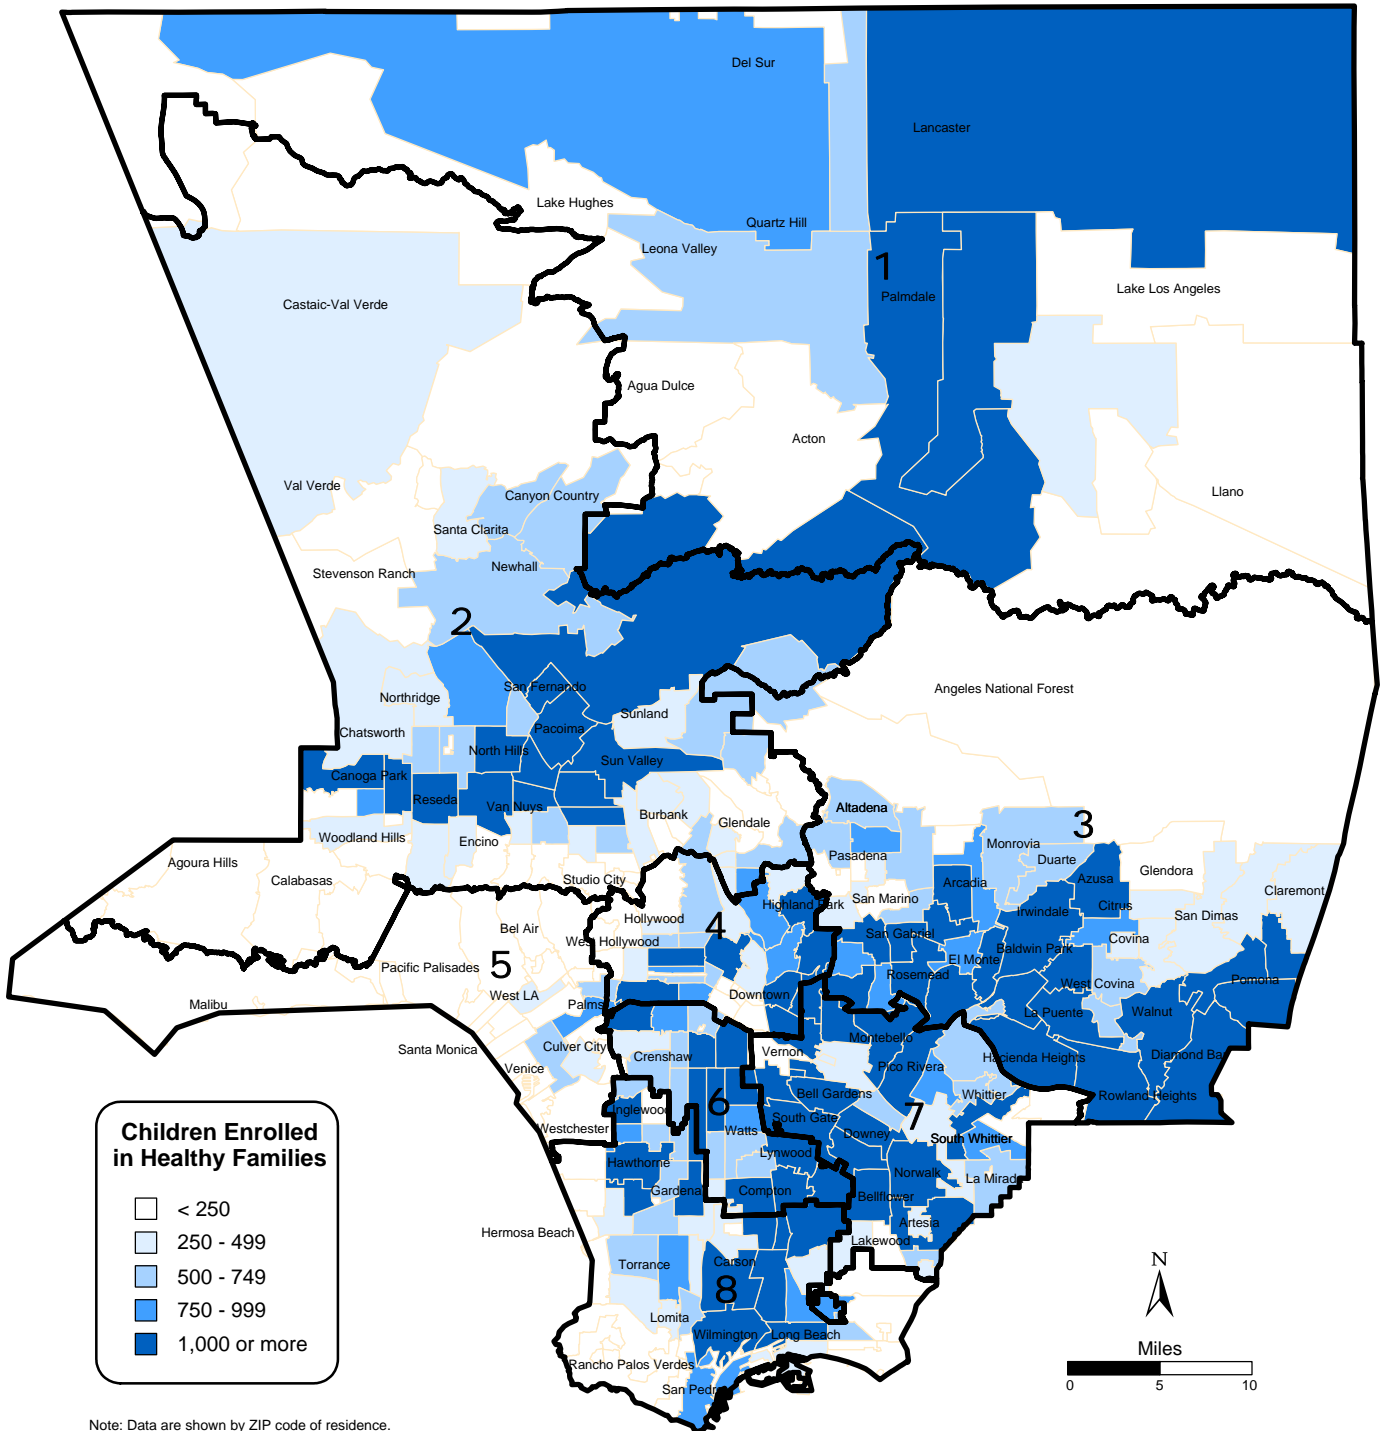 Del Sur
Lancaster
Lake Hughes
Quartz Hill
Leona Valley
1
Palmdale
Lake Los Angeles
Castaic-Val Verde
Agua Dulce
Acton
Val Verde
Canyon Country
Llano
Santa Clarita
Newhall
Stevenson Ranch
2
San Fernando
Angeles National Forest
Northridge
Sunland
Chatsworth
Pacoima
North Hills
Sun Valley
Canoga Park
Reseda
Van Nuys
Altadena
Burbank
Glendale
3
Woodland Hills
Encino
Monrovia
Pasadena
Duarte
Agoura Hills
Calabasas
Studio City
Glendora
Azusa
Arcadia
Claremont
San Marino
Highland Park
Citrus
Irwindale
San Dimas
Hollywood
4
Bel Air
West Hollywood
San Gabriel
Covina
Baldwin Park
El Monte
5
Pacific Palisades
Rosemead
West Covina
Pomona
West LA
Downtown
Malibu
Palms
La Puente
Walnut
Santa Monica
Culver City
Montebello
Vernon
Crenshaw
Hacienda Heights
Diamond Bar
Venice
Pico Rivera
Bell Gardens
Whittier
Rowland Heights
Inglewood
6
South Gate
7
Westchester
Watts
Downey
South Whittier
Lynwood
Hawthorne
Norwalk
La Mirada
Gardena
Compton
Bellflower
Hermosa Beach
Artesia
Lakewood
Torrance
Carson
8
Lomita
Wilmington
Long Beach
Rancho Palos Verdes
San Pedro
Children Enrolled
in Healthy Families
< 250
250 - 499
500 - 749
750 - 999
1,000 or more
N
Miles
0 5 10
Note: Data are shown by ZIP code of residence.